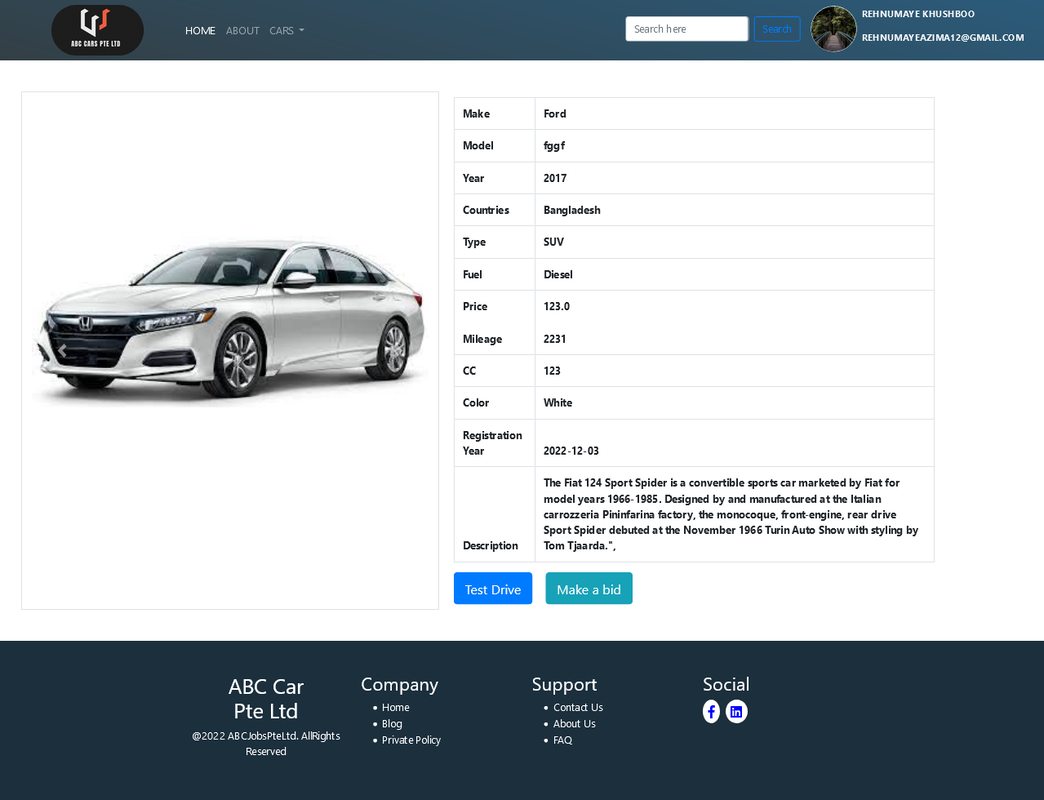 ABC CARS PTE LTD
HOME ABOUT CARS
Search here
Search
REHNUMAYE KHUSHBOO
REHNUMAYEAZIMA12@GMAIL.COM
Make Ford
Model fggf
Year 2017
Countries Bangladesh
Type SUV
Fuel Diesel
Price 123.0
Mileage 2231
CC 123
Color White
Registration
Year 2022-12-03
The Fiat 124 Sport Spider is a convertible sports car marketed by Fiat for
model years 1966-1985. Designed by and manufactured at the Italian
carrozzeria Pininfarina factory, the monocoque, front-engine, rear drive
Sport Spider debuted at the November 1966 Turin Auto Show with styling by
Description Tom Tjaarda.",
Test Drive Make a bid
ABC Car
Pte Ltd
@2022 ABCJobsPteLtd. AllRights
Reserved
Company
Home
Blog
Private Policy
Support
Contact Us
About Us
FAQ
Social